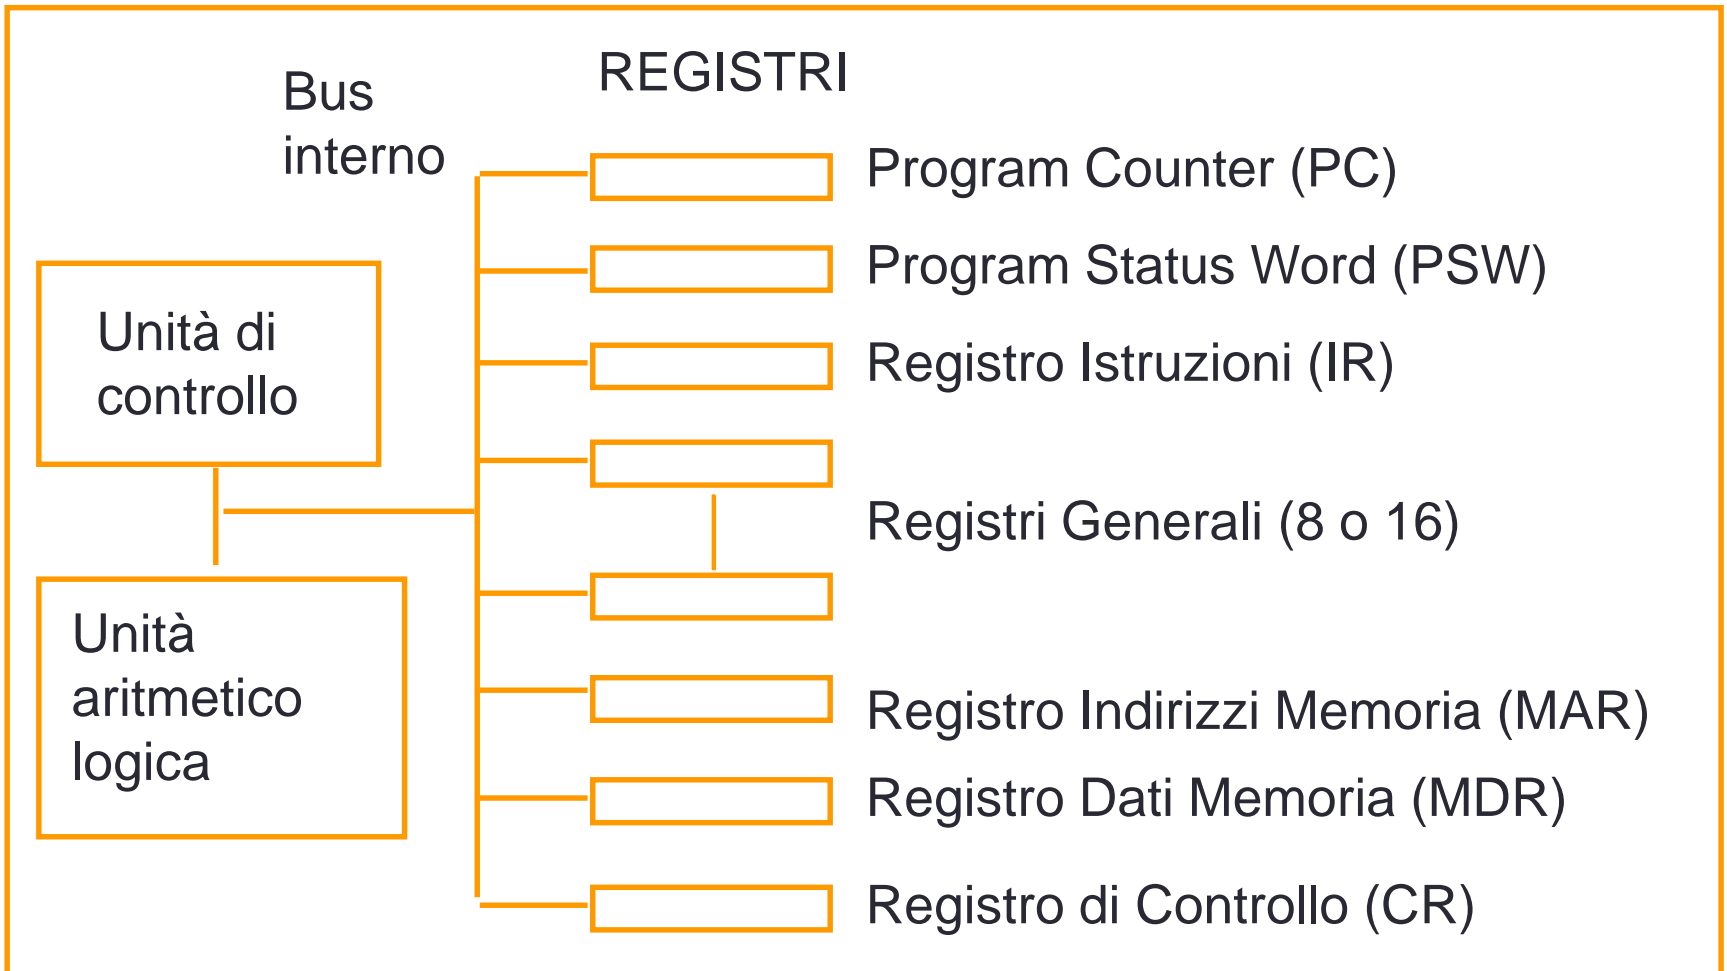 REGISTRI
Bus
interno
Program Counter (PC)
Program Status Word (PSW)
Unità di
controllo
Registro Istruzioni (IR)
Registri Generali (8 o 16)
Unità
aritmetico
logica
Registro Indirizzi Memoria (MAR)
Registro Dati Memoria (MDR)
Registro di Controllo (CR)